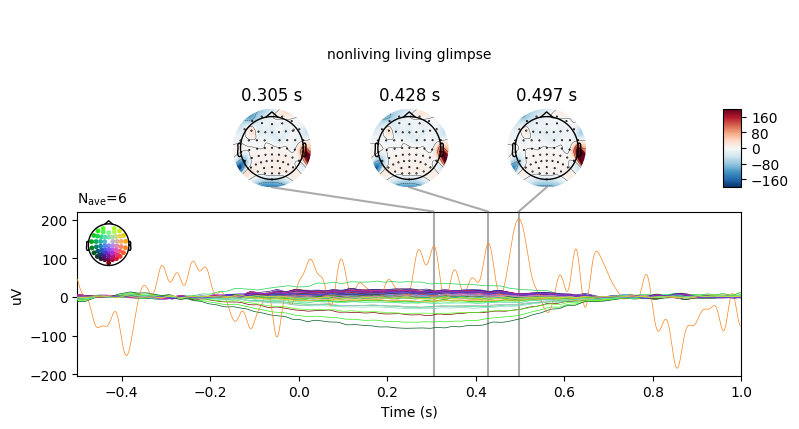 nonliving living glimpse
0.305 s 0.428 s 0.497 s
160
80
0
−80
−160
Nave=6
200
100
0
−100
−200
uV
−0.4 −0.2 0.0 0.2 0.4 0.6 0.8 1.0
Time (s)